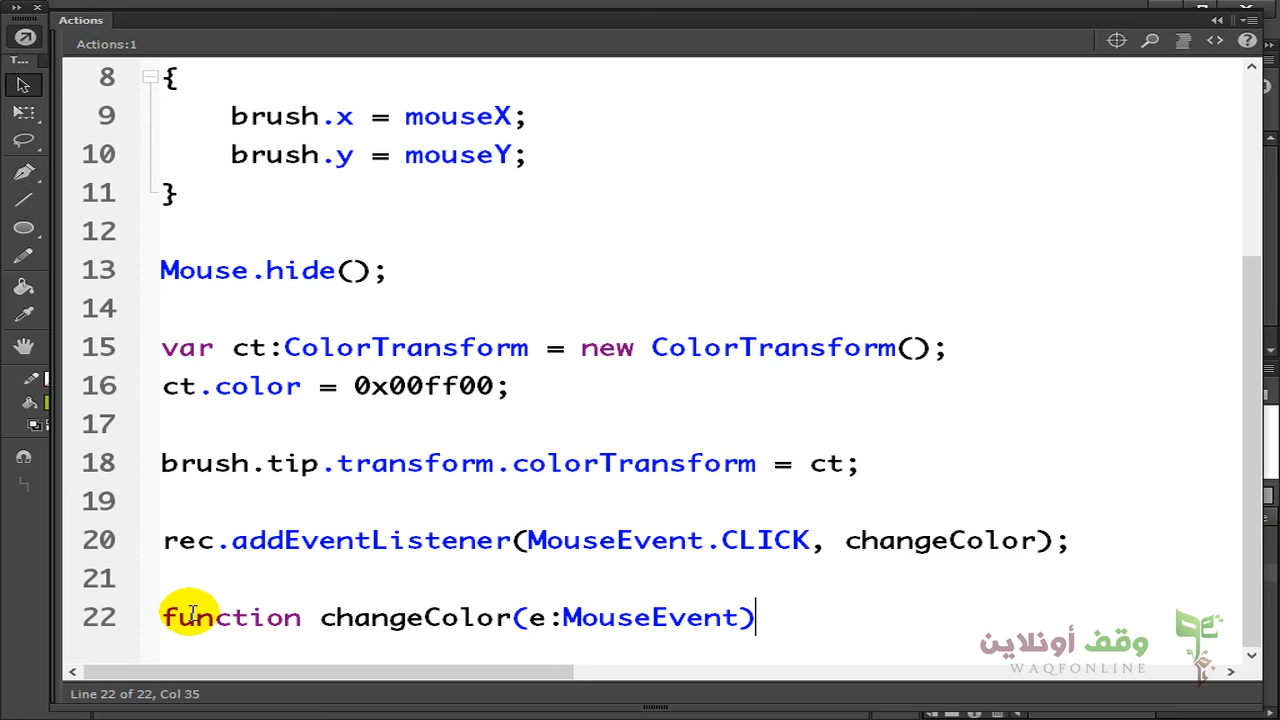 Actions
Actions:1
T...
8 {
9 brush.x = mouseX;
10 brush.y = mouseY;
11 }
12
13 Mouse.hide();
14
15 var ct:ColorTransform = new ColorTransform();
16 ct.color = 0x00ff00;
17
18 brush.tip.transform.colorTransform = ct;
19
20 rec.addEventListener(MouseEvent.CLICK, changeColor);
21
22 function changeColor(e:MouseEvent)
وقف أونلاين
WAQFONLINE
Line 22 of 22, Col 35